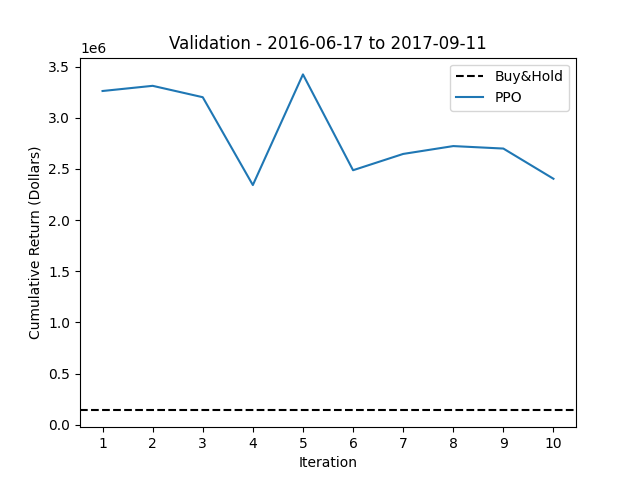 Validation - 2016-06-17 to 2017-09-11
1e6
3.5
3.0
2.5
2.0
1.5
1.0
0.5
0.0
Cumulative Return (Dollars)
Buy&Hold
PPO
1 2 3 4 5 6 7 8 9 10
Iteration